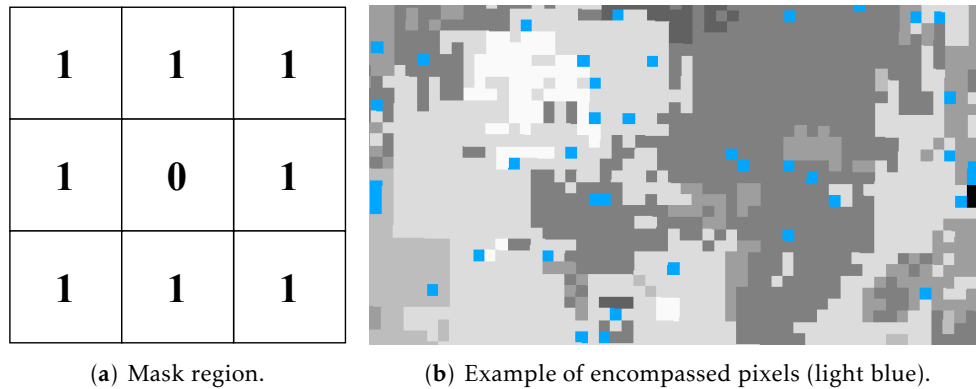 1 1 1
1 0 1
1 1 1
(a) Mask region.
(b) Example of encompassed pixels (light blue).